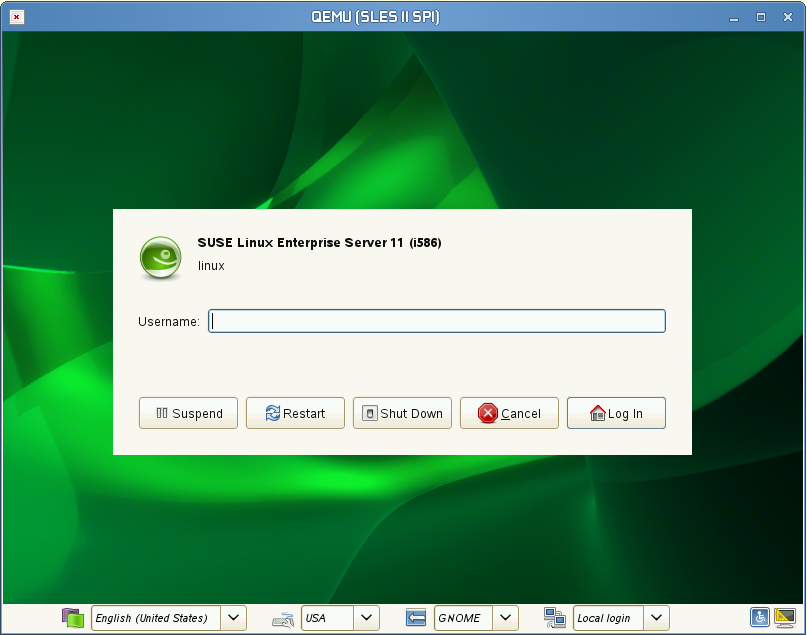 QEMU (SLES 11 SP1)
SUSE Linux Enterprise Server 11 (i586)
linux
Username:
Suspend Restart Shut Down Cancel Log In
English (United States) USA GNOME Local login